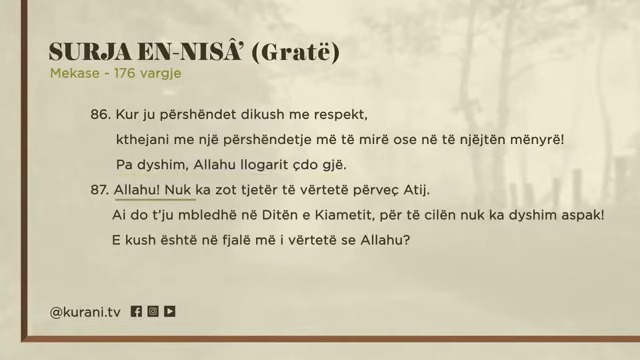 SURJA EN-NISÂ’ (Gratë)
Mekase - 176 vargje
86. Kur ju përshëndet dikush me respekt,
kthejani me një përshëndetje më të mirë ose në të njëjtën mënyrë!
Pa dyshim, Allahu llogarit çdo gjë.
87. Allahu! Nuk ka zot tjetër të vërtetë përveç Atij.
Ai do t’ju mbledhë në Ditën e Kiametit, për të cilën nuk ka dyshim aspak!
E kush është në fjalë më i vërtetë se Allahu?
@kurani.tv